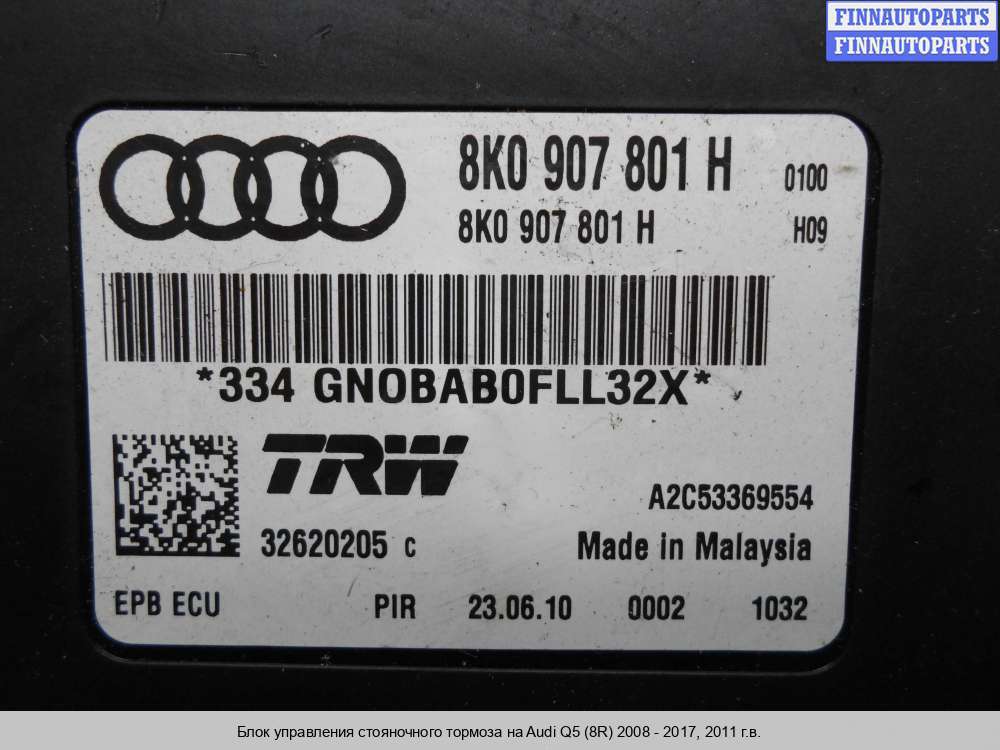 FINNAUTOPARTS
FINNAUTOPARTS
8K0 907 801 H 0100
8K0 907 801 H H09
*334 GN0BAB0FLL32X*
TRW
A2C53369554
32620205 c Made in Malaysia
EPB ECU PIR 23.06.10 0002 1032
Блок управления стояночного тормоза на Audi Q5 (8R) 2008 - 2017, 2011 г.в.